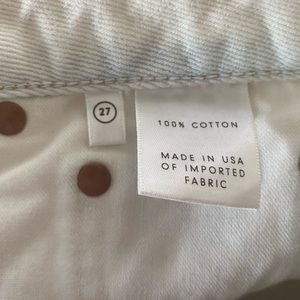 27
100% COTTON
MADE IN USA
OF IMPORTED
FABRIC